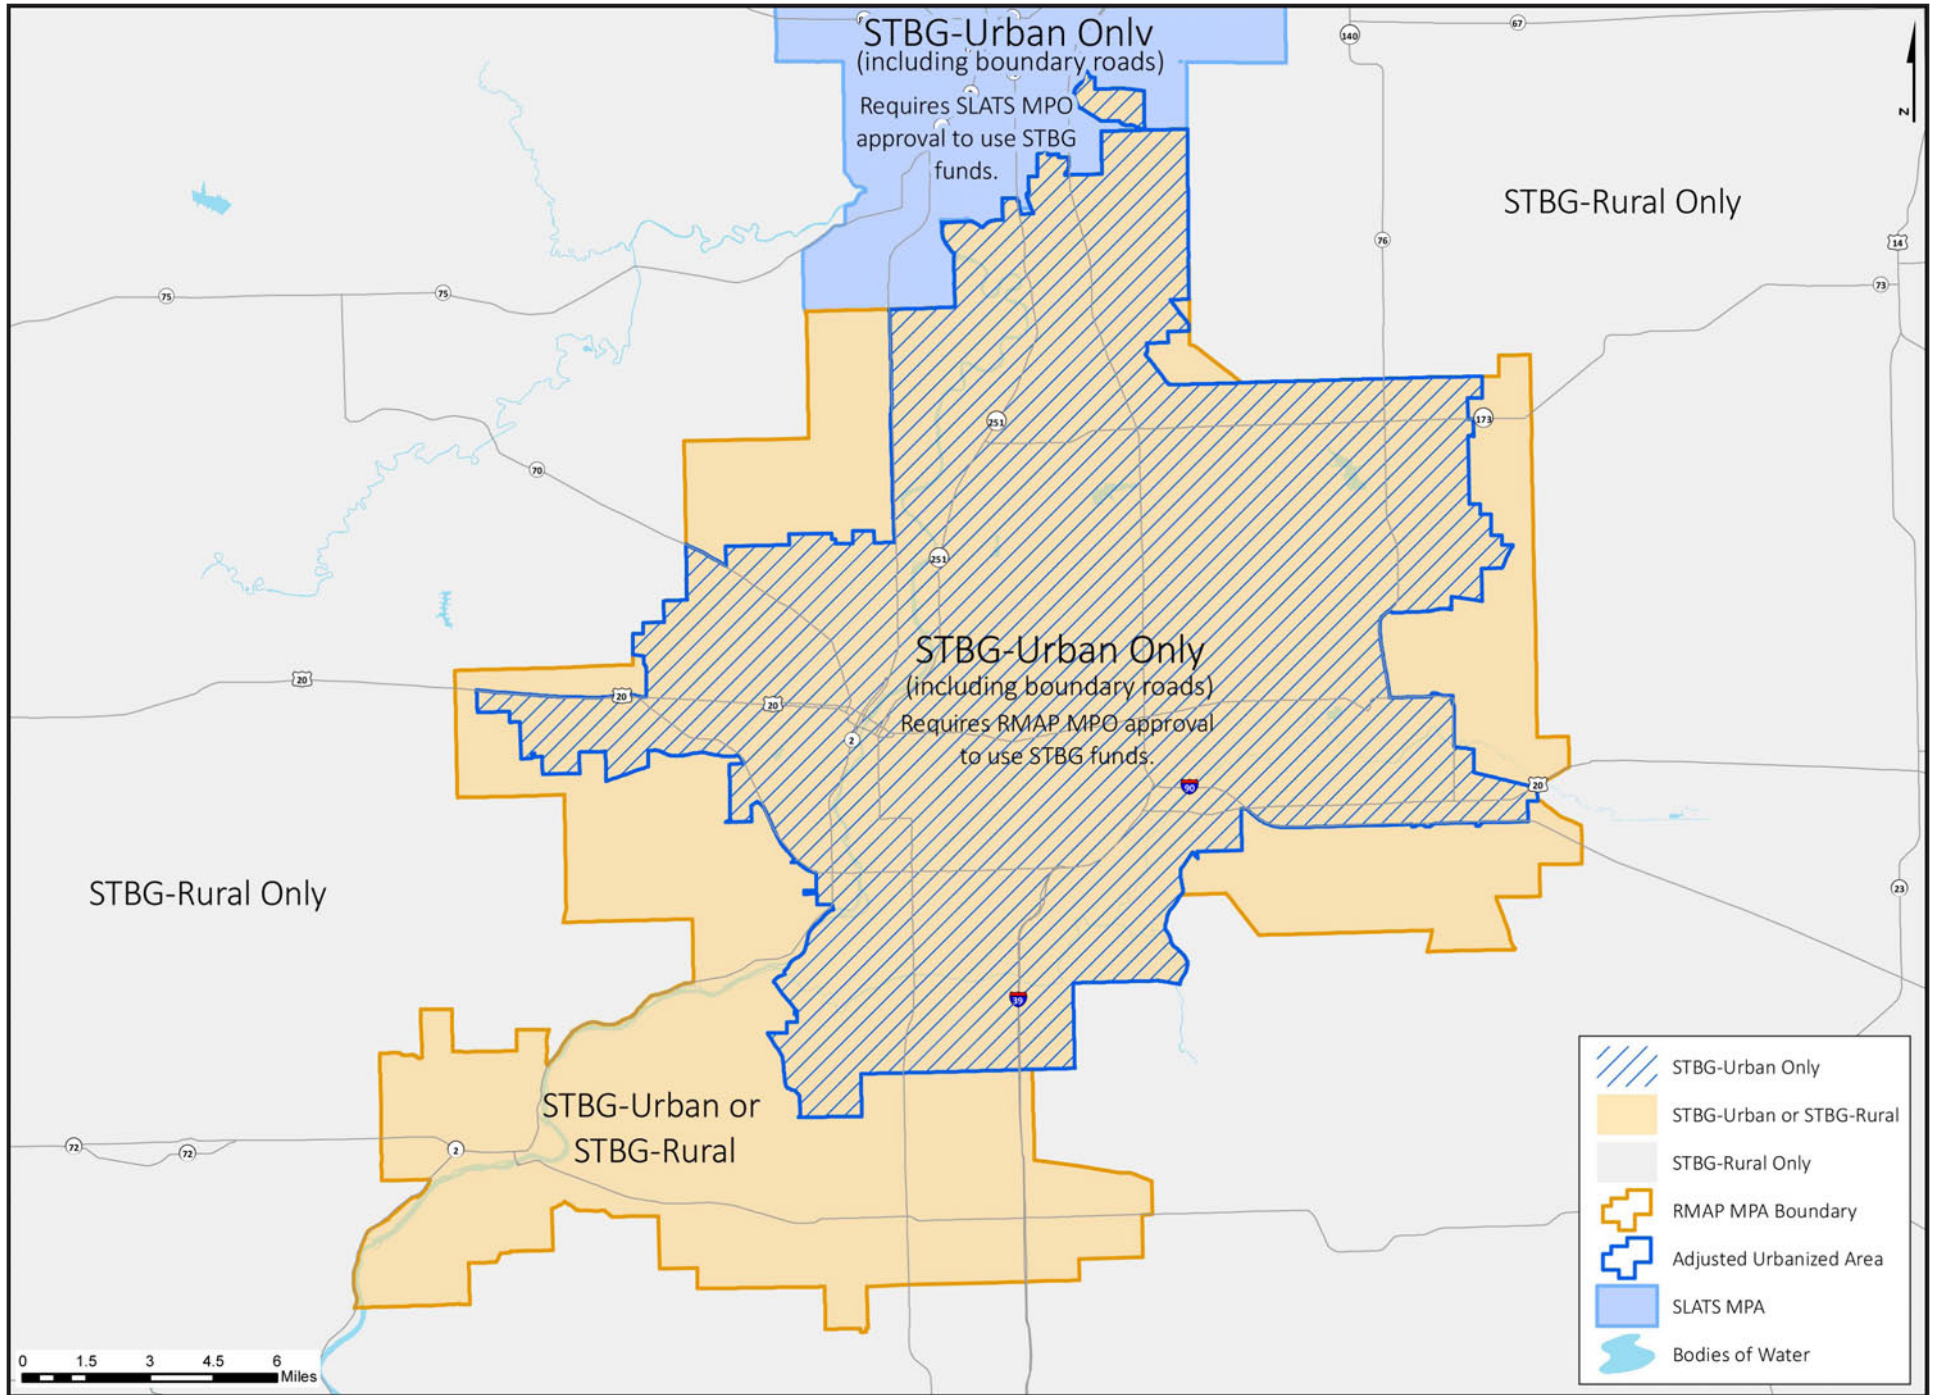 STBG-Urban Only
(including boundary roads)
Requires SLATS MPO
approval to use STBG
funds.
67
140
N
STBG-Rural Only
76
14
75
75
73
251
173
70
251
STBG-Urban Only
(including boundary roads)
Requires RMAP MPO approval
to use STBG funds.
20
20
20
2
90
20
STBG-Rural Only
23
39
STBG-Urban or
STBG-Rural
72
72
2
STBG-Urban Only
STBG-Urban or STBG-Rural
STBG-Rural Only
RMAP MPA Boundary
Adjusted Urbanized Area
SLATS MPA
Bodies of Water
0 1.5 3 4.5 6
Miles